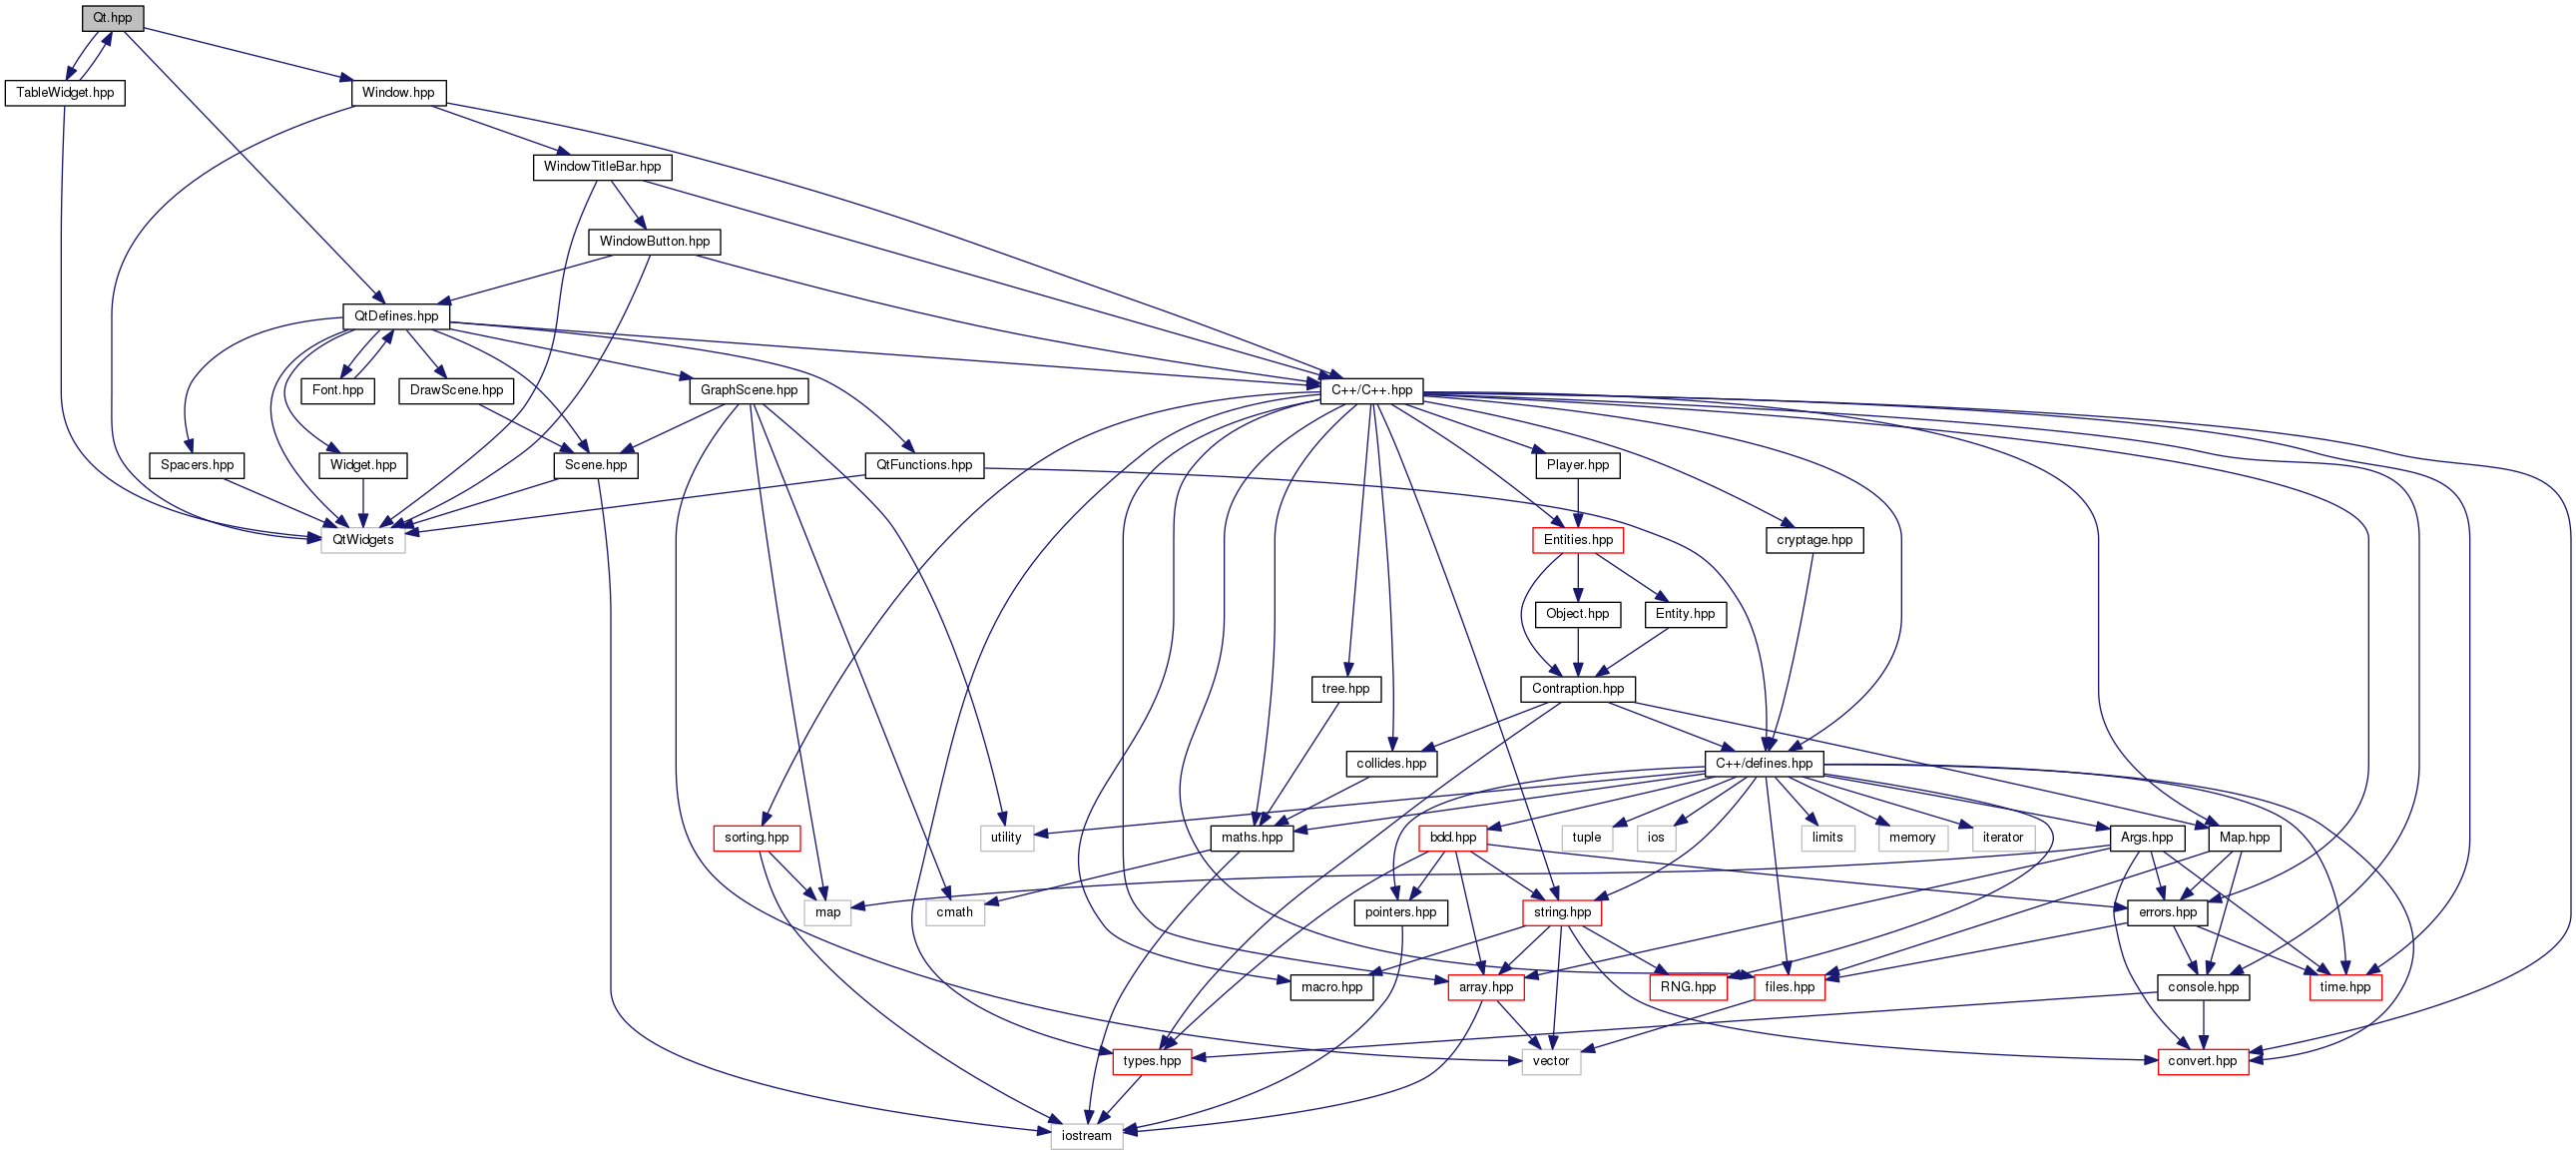 Qt.hpp
TableWidget.hpp
Window.hpp
WindowTitleBar.hpp
WindowButton.hpp
QtDefines.hpp
Font.hpp
DrawScene.hpp
GraphScene.hpp
C++/C++.hpp
Spacers.hpp
Widget.hpp
Scene.hpp
QtFunctions.hpp
Player.hpp
QtWidgets
Entities.hpp
cryptage.hpp
Object.hpp
Entity.hpp
tree.hpp
Contraption.hpp
collides.hpp
C++/defines.hpp
sorting.hpp
utility
maths.hpp
bdd.hpp
tuple
ios
limits
memory
iterator
Args.hpp
Map.hpp
map
cmath
pointers.hpp
string.hpp
errors.hpp
macro.hpp
array.hpp
RNG.hpp
files.hpp
console.hpp
time.hpp
types.hpp
vector
convert.hpp
iostream